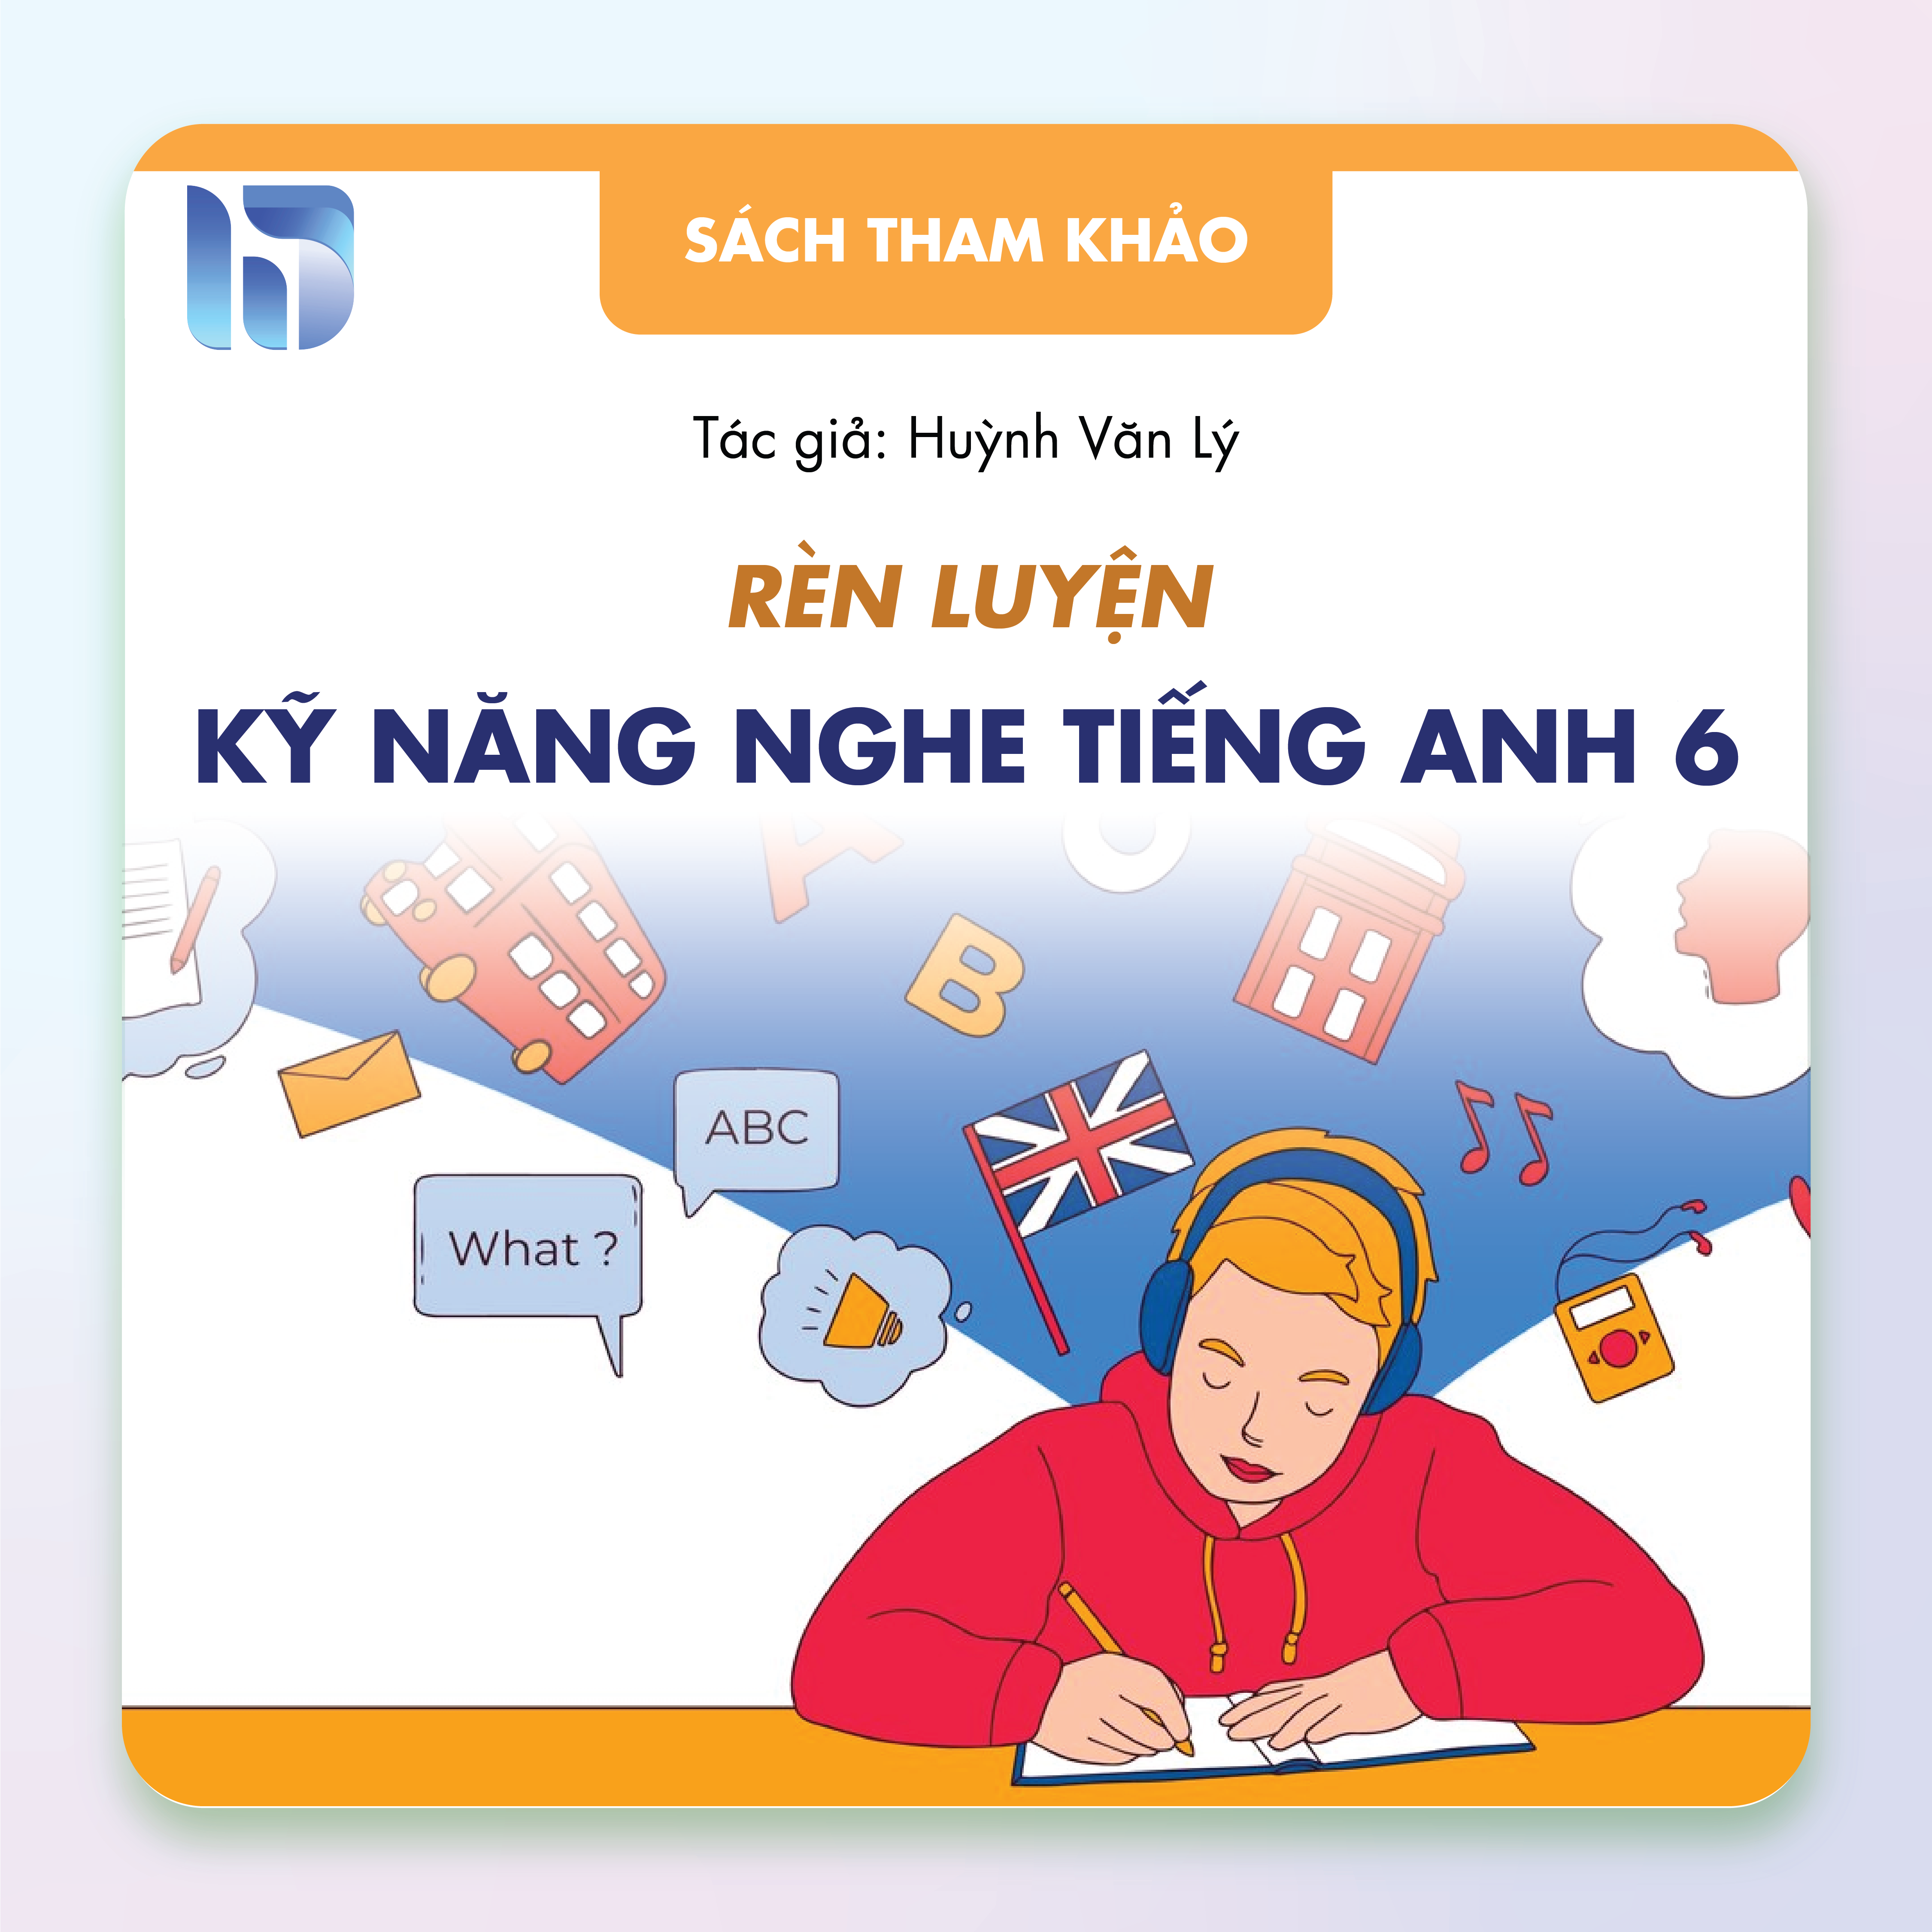 SÁCH THAM KHẢO
Tác giả: Huỳnh Văn Lý
RÈN LUYỆN
KỸ NĂNG NGHE TIẾNG ANH 6
A
B
ABC
What ?